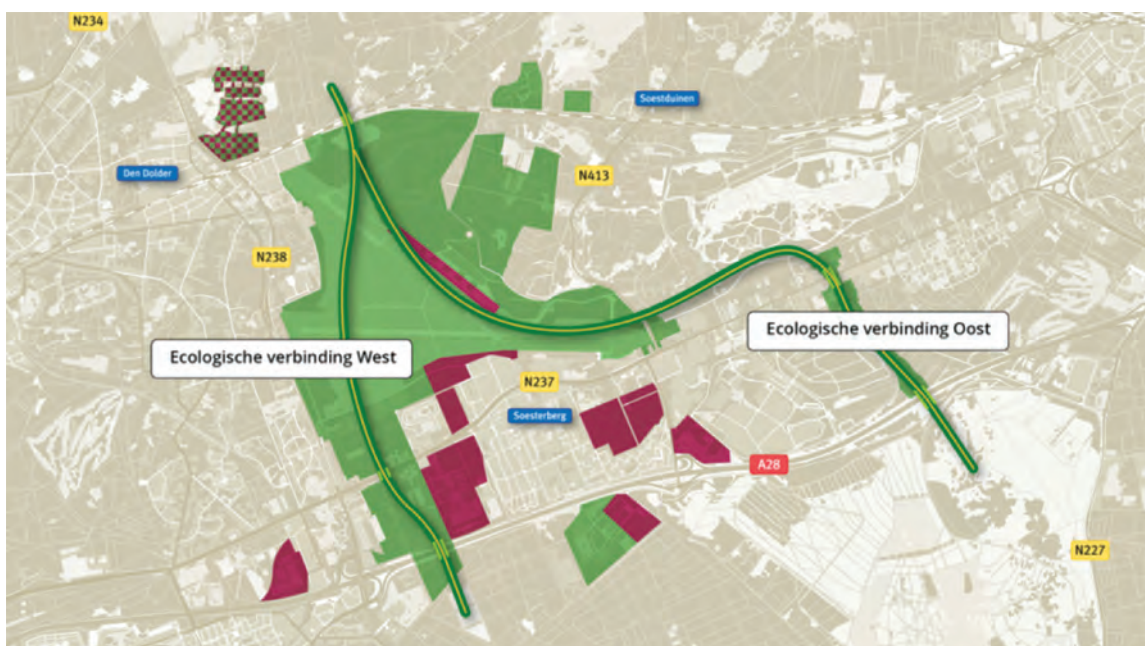 N234
Soestduinen
Den Dolder
N413
N238
Ecologische verbinding Oost
Ecologische verbinding West
N237
Soesterberg
A28
N227